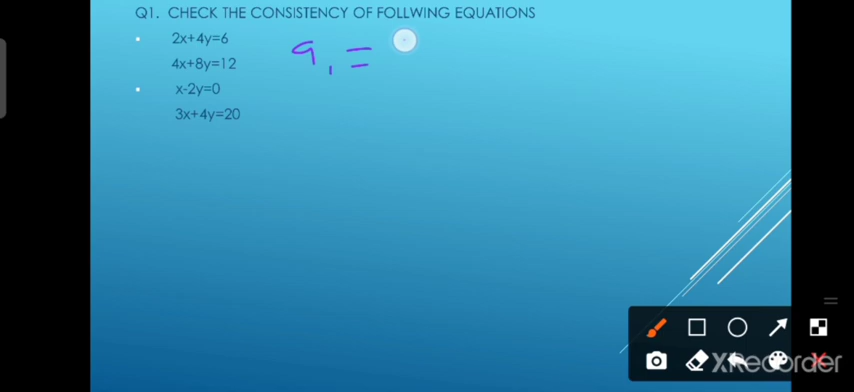 Q1. CHECK THE CONSISTENCY OF FOLLWING EQUATIONS
• 2x+4y=6
4x+8y=12
• x-2y=0
3x+4y=20
a₁ =
XRecorder